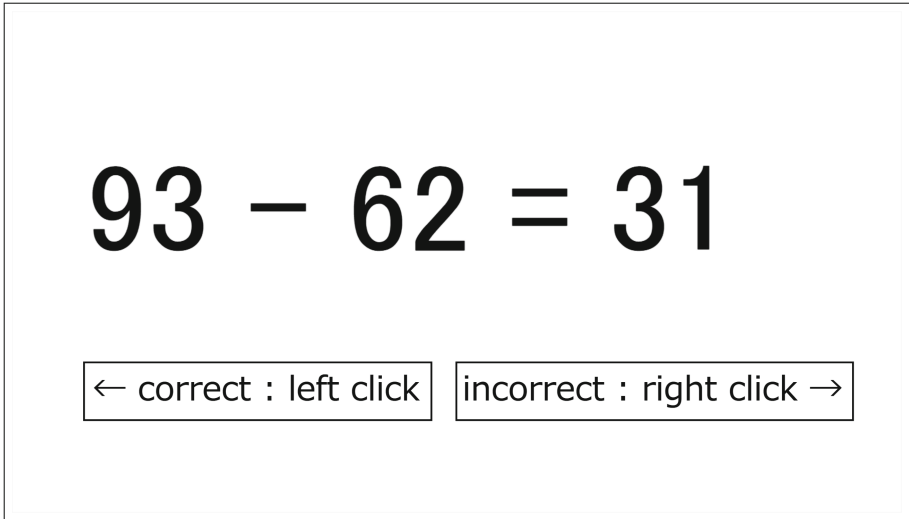 93 − 62 = 31
← correct : left click
incorrect : right click →